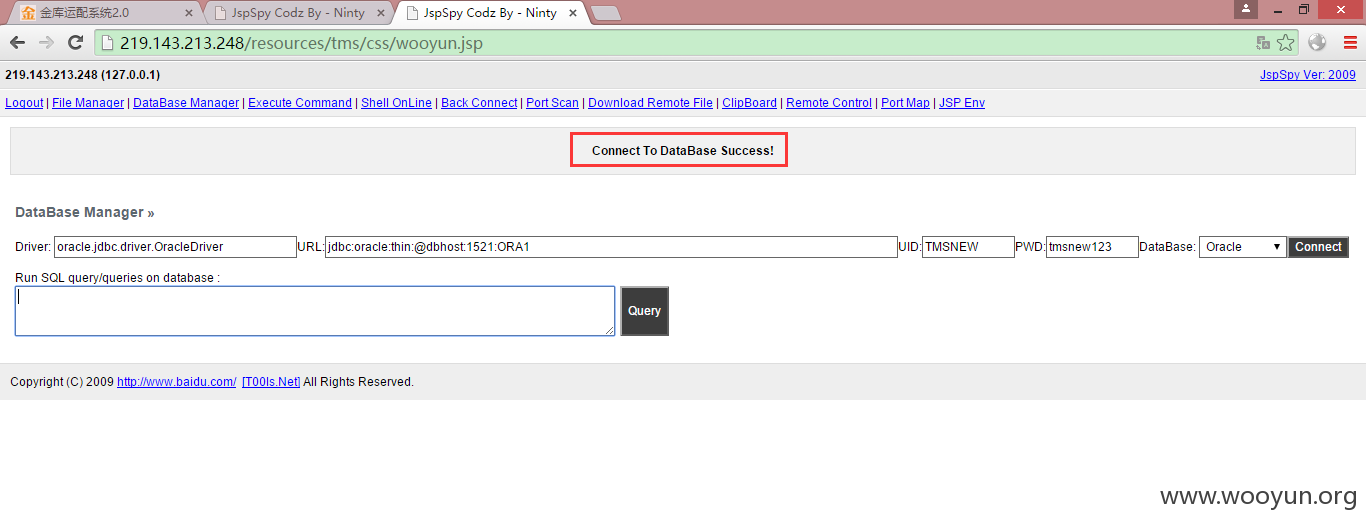 金库运配系统2.0 JspSpy Codz By - Ninty JspSpy Codz By - Ninty
219.143.213.248/resources/tms/css/wooyun.jsp
219.143.213.248 (127.0.0.1) JspSpy Ver: 2009
Logout | File Manager | DataBase Manager | Execute Command | Shell OnLine | Back Connect | Port Scan | Download Remote File | ClipBoard | Remote Control | Port Map | JSP Env
Connect To DataBase Success!
DataBase Manager »
Driver: oracle.jdbc.driver.OracleDriver URL: jdbc:oracle:thin:@dbhost:1521:ORA1 UID: TMSNEW PWD: tmsnew123 DataBase: Oracle Connect
Run SQL query/queries on database :
Query
Copyright (C) 2009 http://www.baidu.com/ [T00ls.Net] All Rights Reserved.
www.wooyun.org